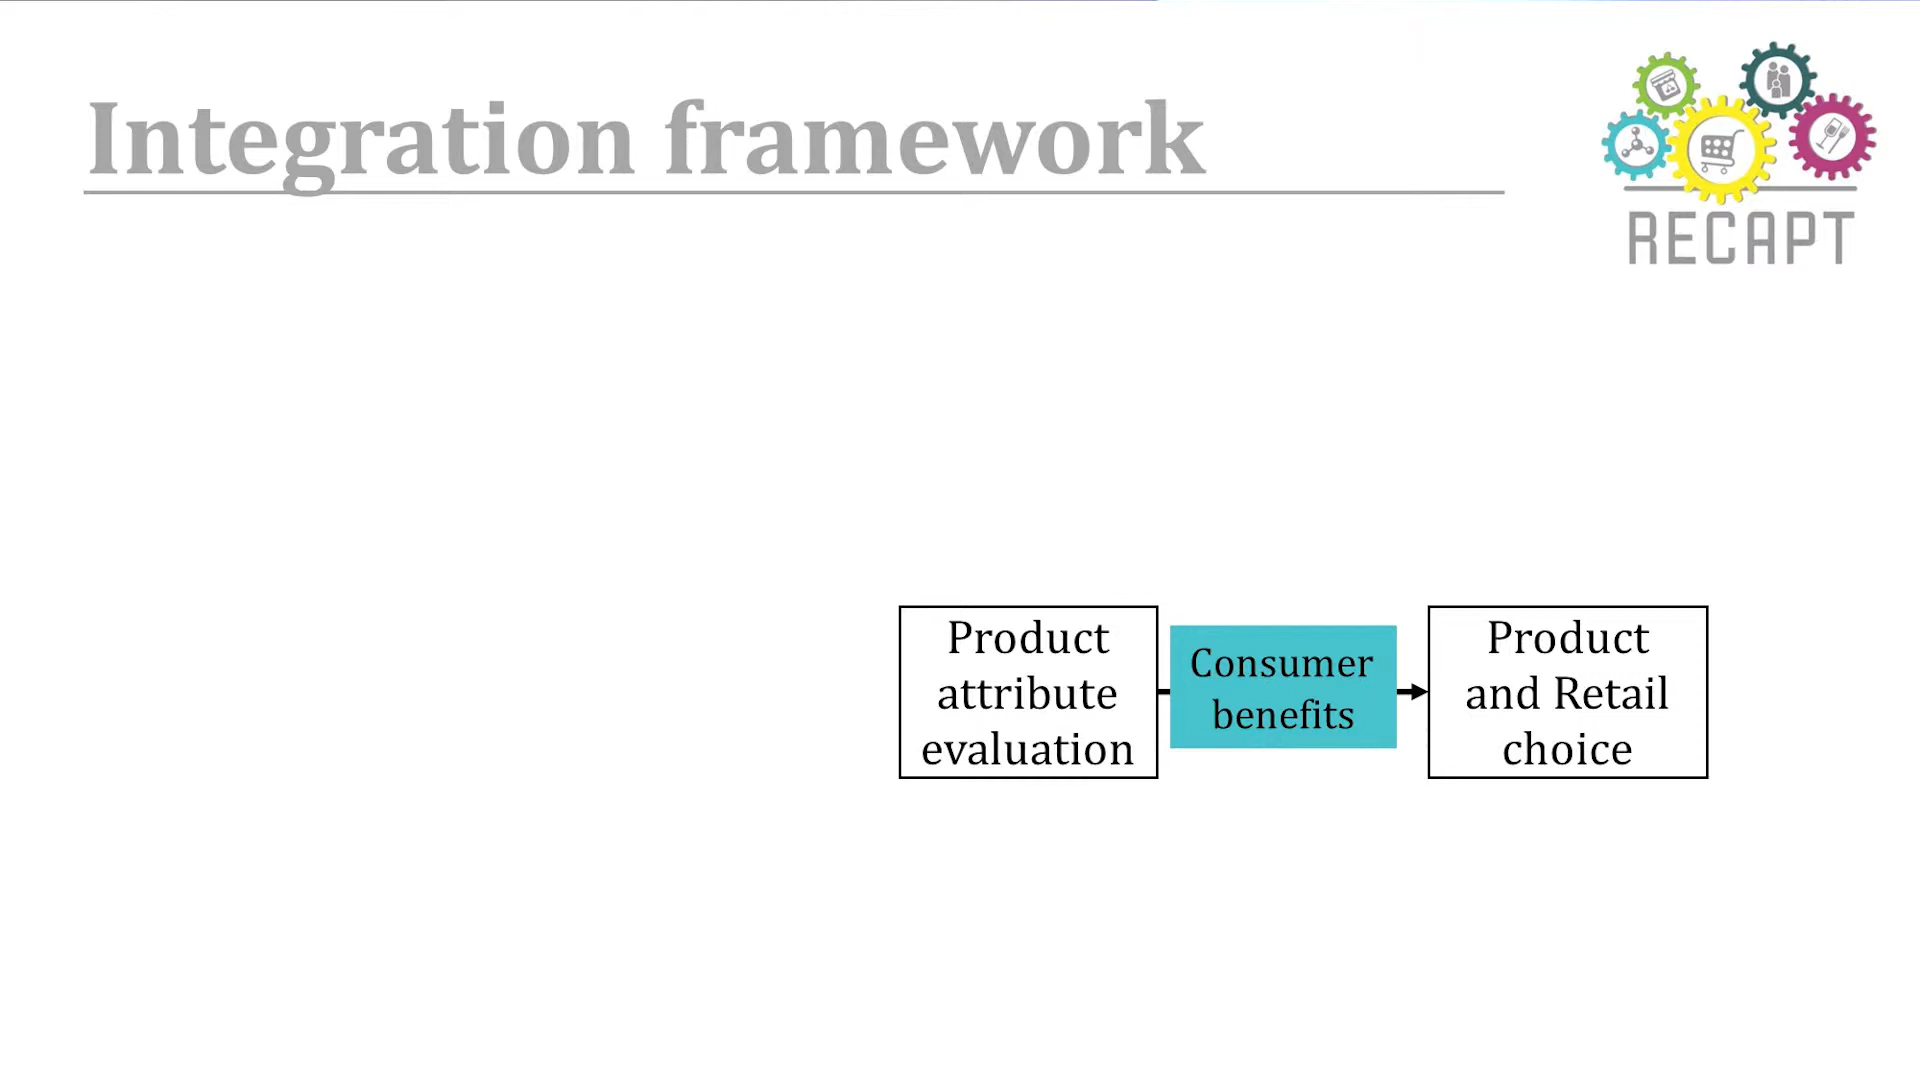 Integration framework
RECAPT
Product
attribute
evaluation
Consumer
benefits
Product
and Retail
choice